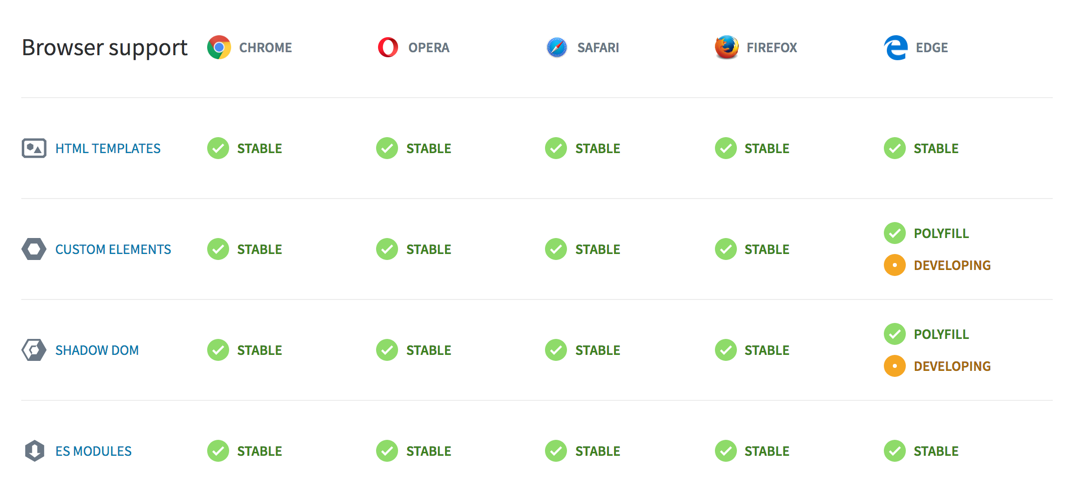 Browser support CHROME OPERA SAFARI FIREFOX EDGE
HTML TEMPLATES STABLE STABLE STABLE STABLE STABLE
CUSTOM ELEMENTS STABLE STABLE STABLE STABLE POLYFILL
DEVELOPING
SHADOW DOM STABLE STABLE STABLE STABLE POLYFILL
DEVELOPING
ES MODULES STABLE STABLE STABLE STABLE STABLE